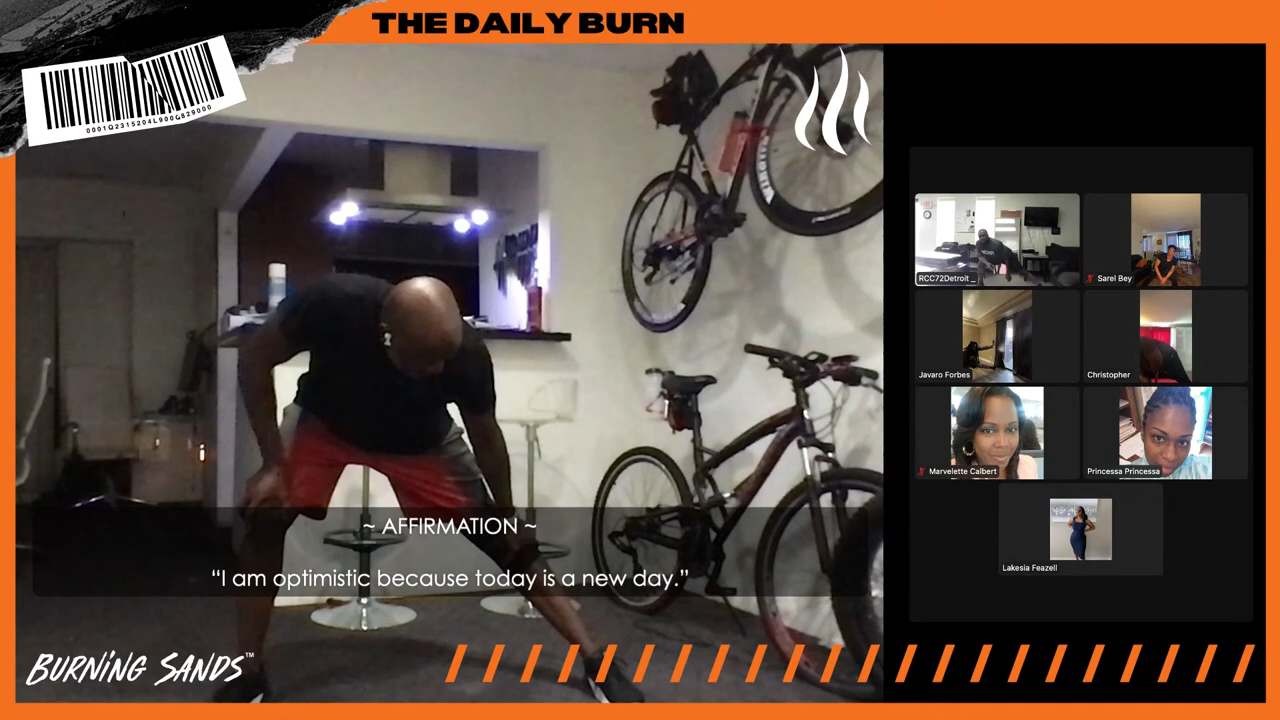 THE DAILY BURN
0001Q2315204L900G829000
RCC72Detroit _
Sarel Bey
Javaro Forbes
Christopher
Marvelette Calbert
Princessa Princessa
Lakesia Feazell
~ AFFIRMATION ~
“I am optimistic because today is a new day.”
BURNING SANDS™